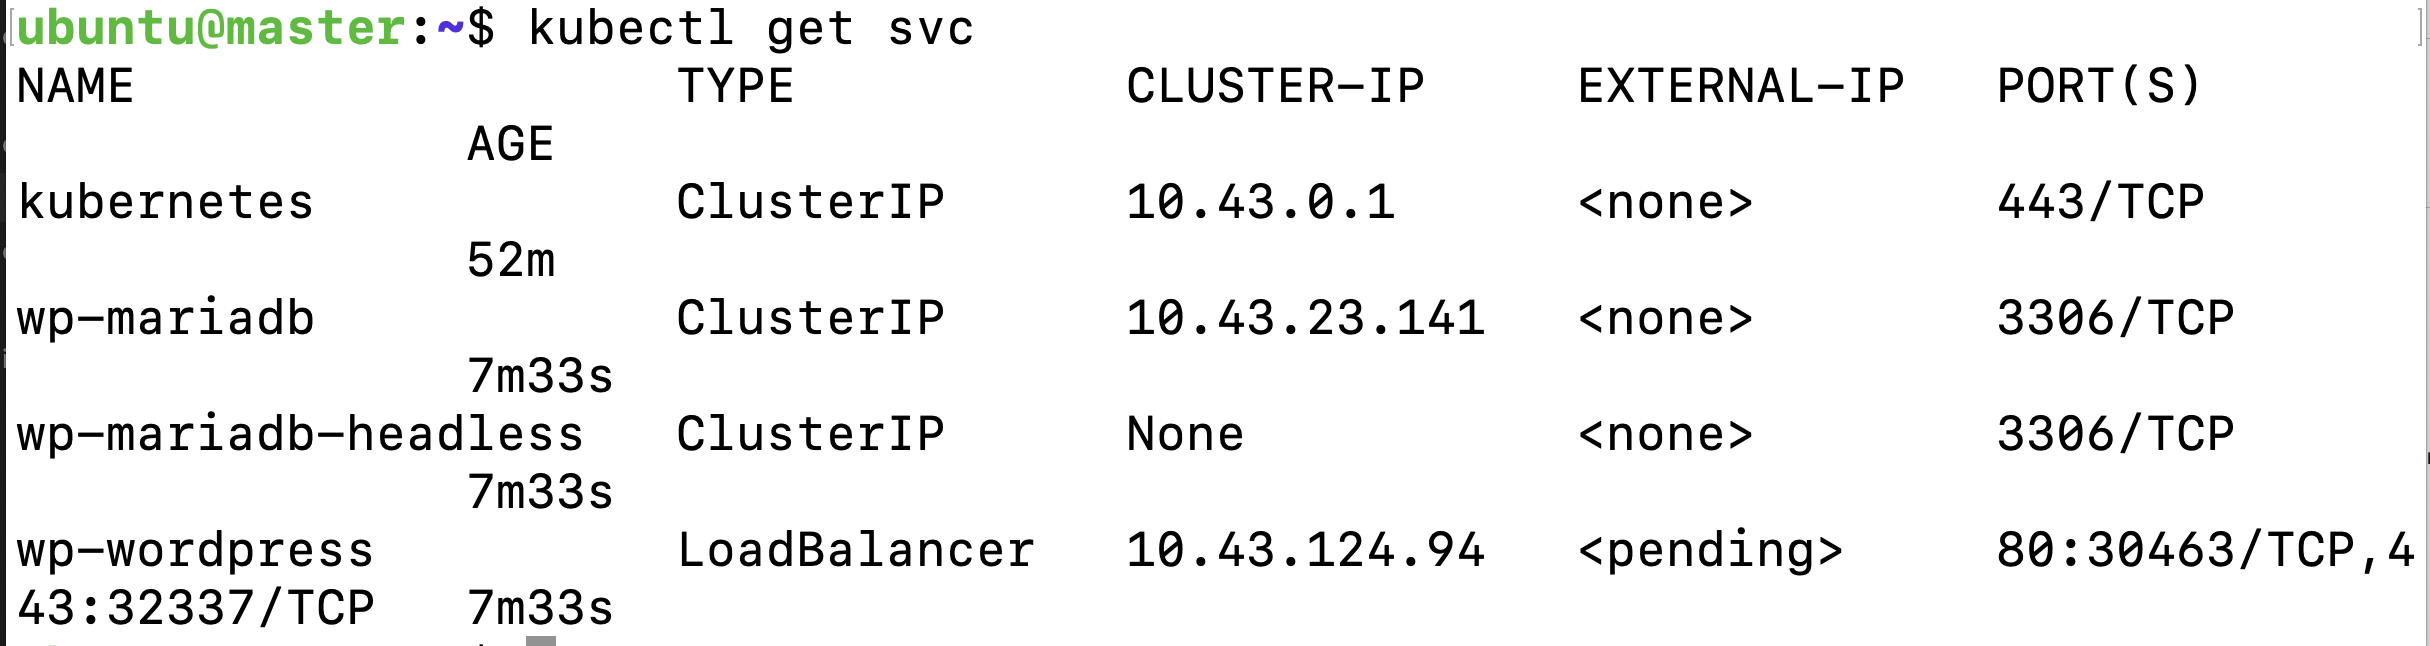 ubuntu@master:~$ kubectl get svc
NAME                  TYPE           CLUSTER-IP     EXTERNAL-IP   PORT(S)
               AGE
kubernetes            ClusterIP      10.43.0.1      <none>        443/TCP
               52m
wp-mariadb            ClusterIP      10.43.23.141   <none>        3306/TCP
               7m33s
wp-mariadb-headless   ClusterIP      None           <none>        3306/TCP
               7m33s
wp-wordpress          LoadBalancer   10.43.124.94   <pending>     80:30463/TCP,4
43:32337/TCP   7m33s